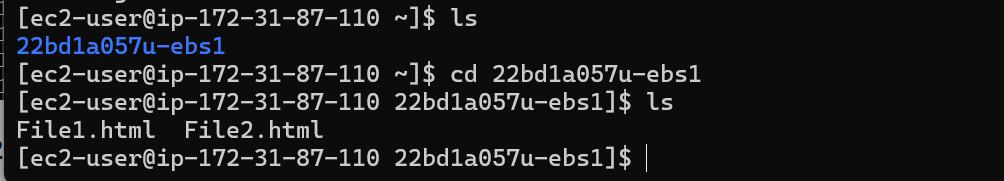 [ec2-user@ip-172-31-87-110 ~]$ ls
22bd1a057u-ebs1
[ec2-user@ip-172-31-87-110 ~]$ cd 22bd1a057u-ebs1
[ec2-user@ip-172-31-87-110 22bd1a057u-ebs1]$ ls
File1.html  File2.html
[ec2-user@ip-172-31-87-110 22bd1a057u-ebs1]$